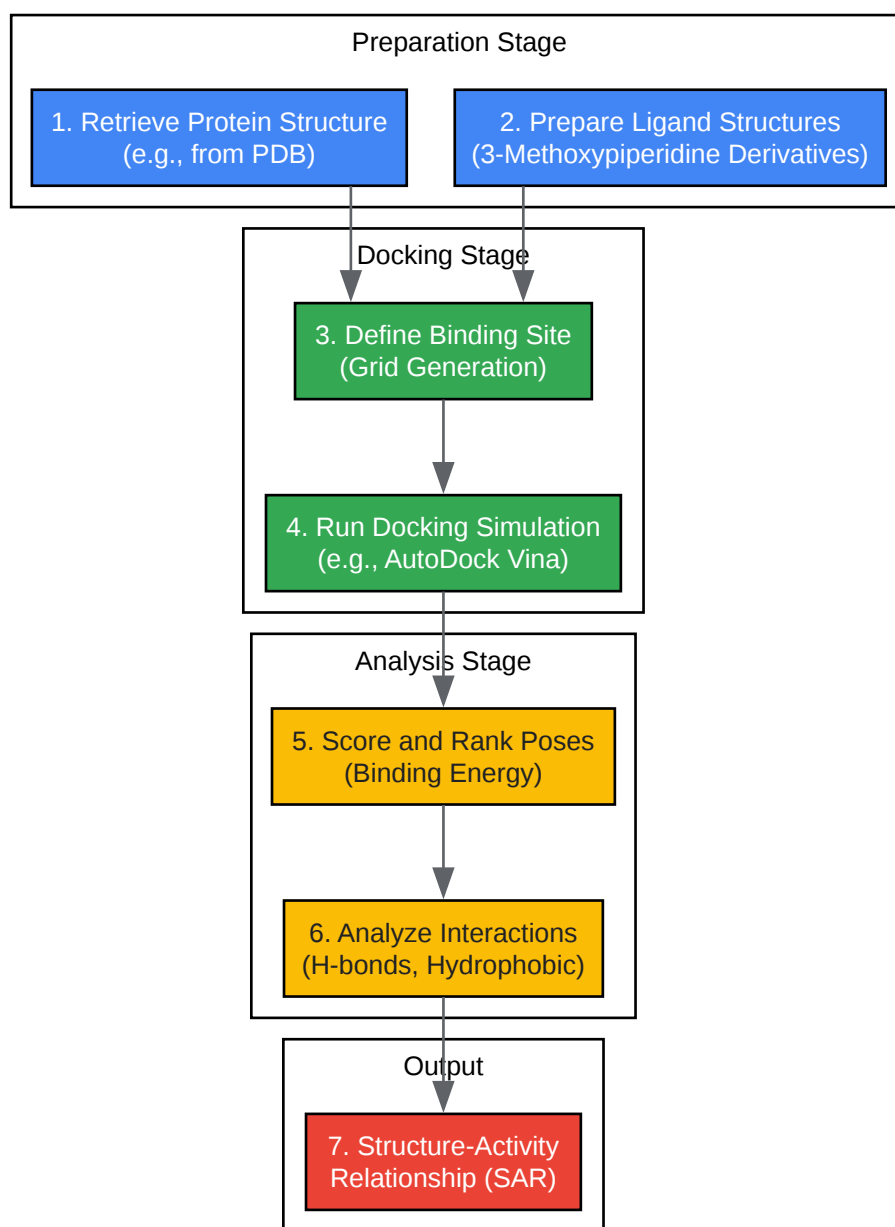 Preparation Stage
1. Retrieve Protein Structure
(e.g., from PDB)
2. Prepare Ligand Structures
(3-Methoxypiperidine Derivatives)
Docking Stage
3. Define Binding Site
(Grid Generation)
4. Run Docking Simulation
(e.g., AutoDock Vina)
Analysis Stage
5. Score and Rank Poses
(Binding Energy)
6. Analyze Interactions
(H-bonds, Hydrophobic)
Output
7. Structure-Activity
Relationship (SAR)